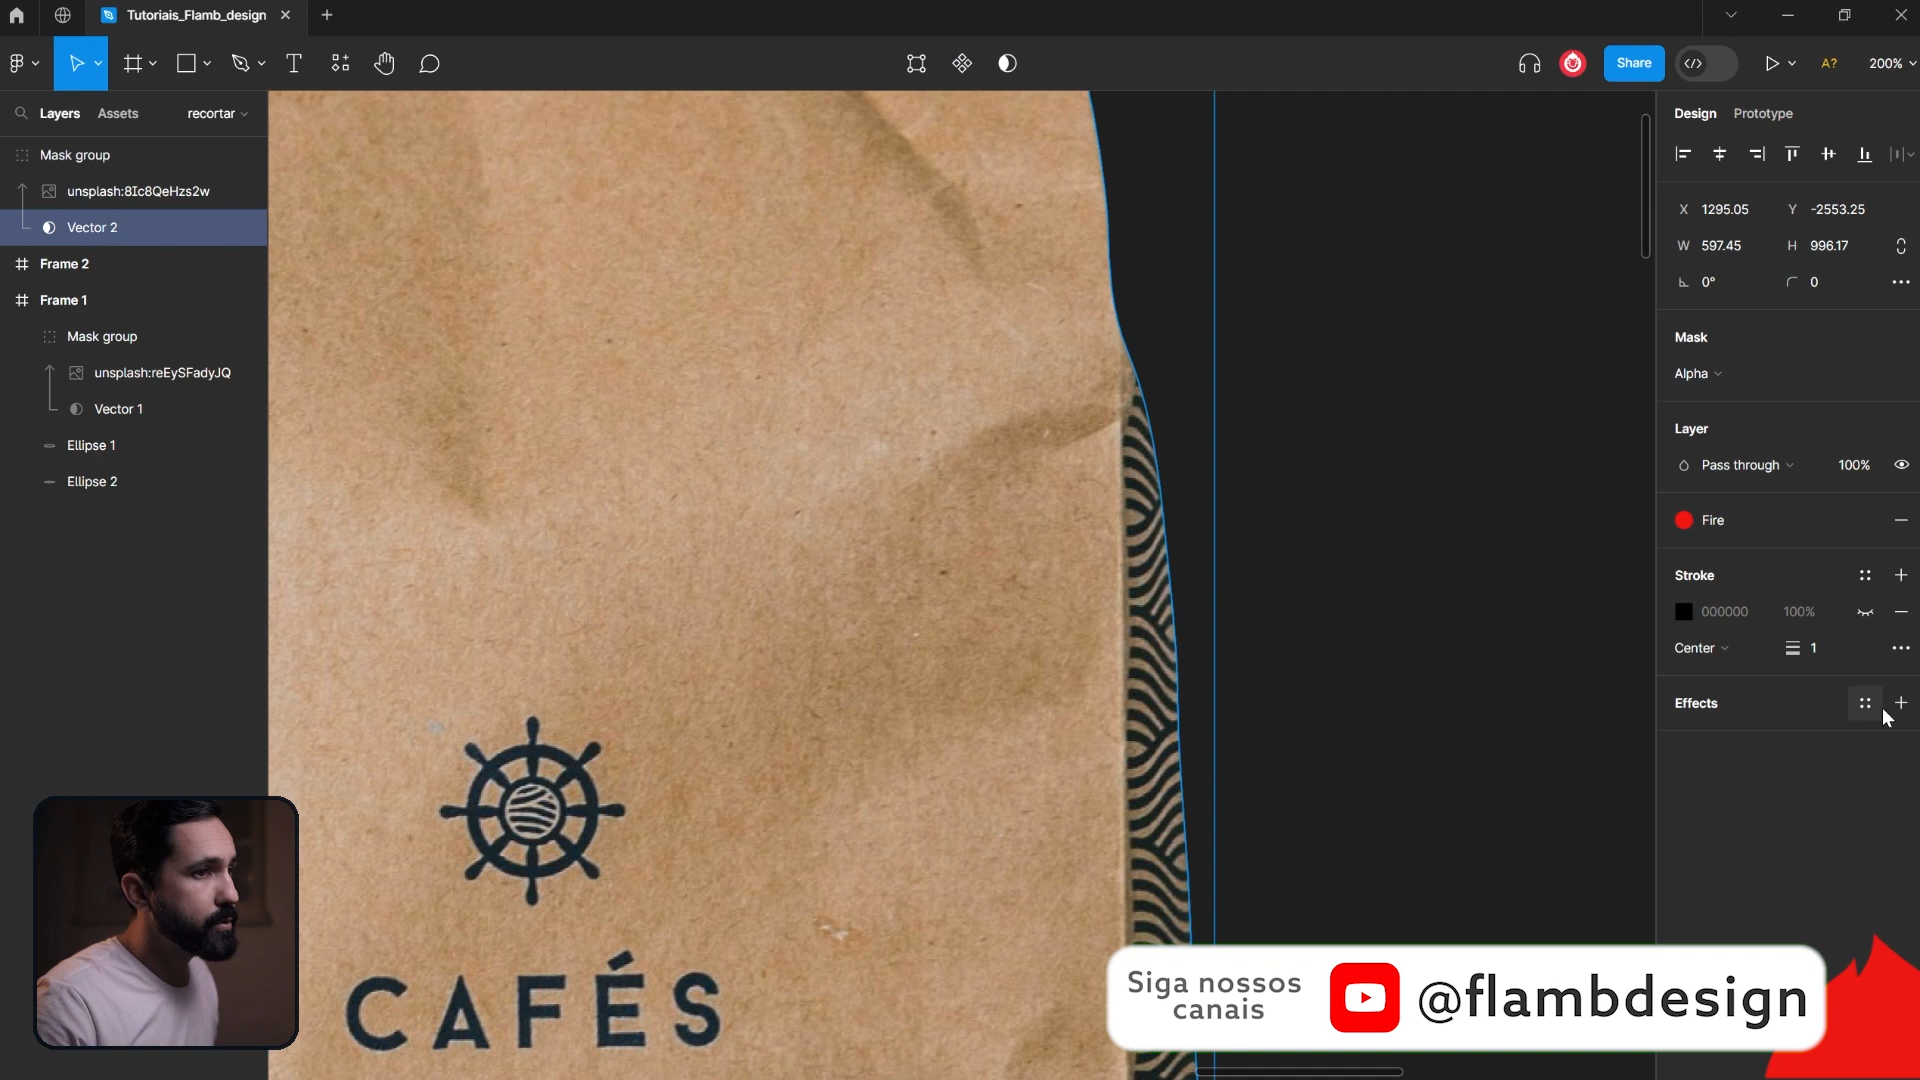 Tutoriais_Flamb_design
Share
A?
200%
Layers
Assets
recortar
Mask group
unsplash:8Ic8QeHzs2w
Vector 2
Frame 2
Frame 1
Mask group
unsplash:reEySFadyJQ
Vector 1
Ellipse 1
Ellipse 2
CAFÉS
Design
Prototype
X 1295.05
Y -2553.25
W 597.45
H 996.17
0°
0
Mask
Alpha
Layer
Pass through
100%
Fire
Stroke
000000
100%
Center
1
Effects
Siga nossos
canais
@flambdesign